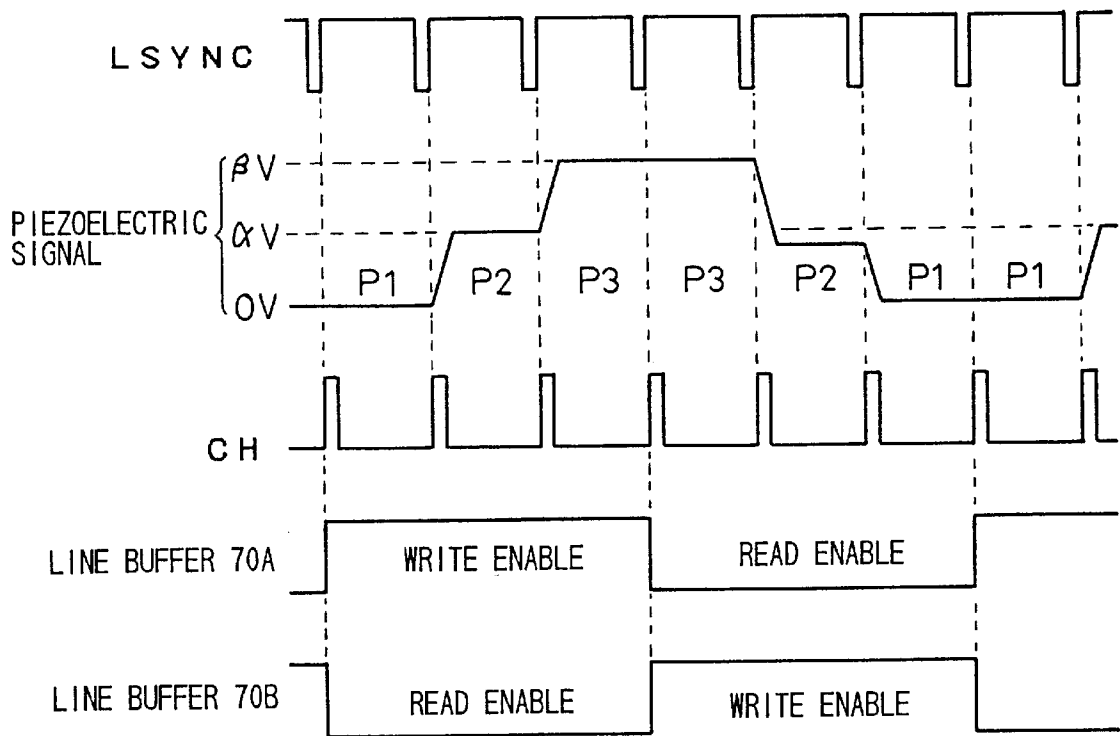 LSYNC
βV
PIEZOELECTRIC
SIGNAL
αV
0V
P1 P2 P3 P3 P2 P1 P1
CH
LINE BUFFER 70A WRITE ENABLE READ ENABLE
LINE BUFFER 70B READ ENABLE WRITE ENABLE